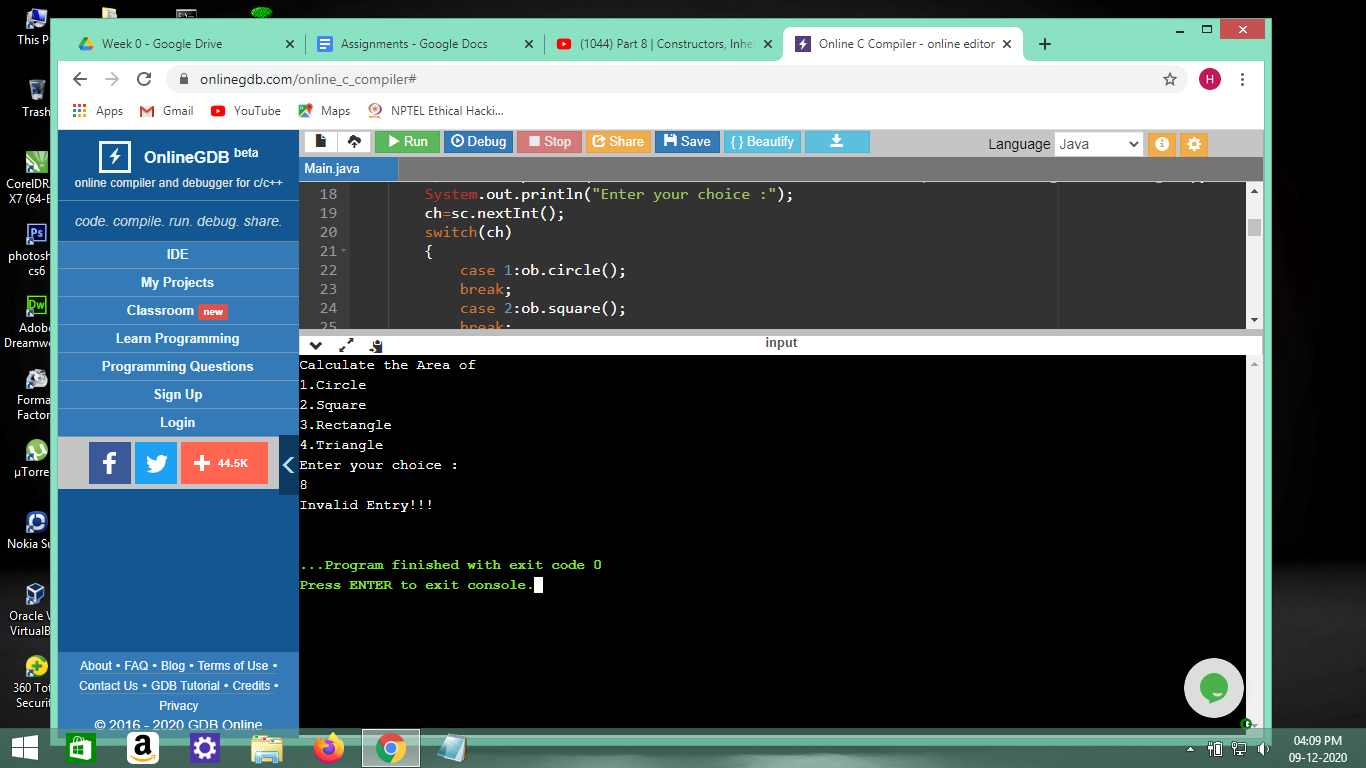 This P
Trash
CorelDR
X7 (64-B
photosh
cs6
Adobe
Dreamwe
Forma
Factor
µTorre
Nokia Su
Oracle V
VirtualB
360 Tot
Securit
Week 0 - Google Drive
Assignments - Google Docs
(1044) Part 8 | Constructors, Inhe
Online C Compiler - online editor
onlinegdb.com/online_c_compiler#
H
Apps
Gmail
YouTube
Maps
NPTEL Ethical Hacki...
OnlineGDB beta
online compiler and debugger for c/c++
code. compile. run. debug. share.
IDE
My Projects
Classroom new
Learn Programming
Programming Questions
Sign Up
Login
44.5K
About • FAQ • Blog • Terms of Use •
Contact Us • GDB Tutorial • Credits •
Privacy
© 2016 - 2020 GDB Online
Run
Debug
Stop
Share
Save
{ } Beautify
Language Java
Main.java
18 System.out.println("Enter your choice :");
19 ch=sc.nextInt();
20 switch(ch)
21 {
22 case 1:ob.circle();
23 break;
24 case 2:ob.square();
25 break;
input
Calculate the Area of
1.Circle
2.Square
3.Rectangle
4.Triangle
Enter your choice :
8
Invalid Entry!!!
...Program finished with exit code 0
Press ENTER to exit console.
04:09 PM
09-12-2020